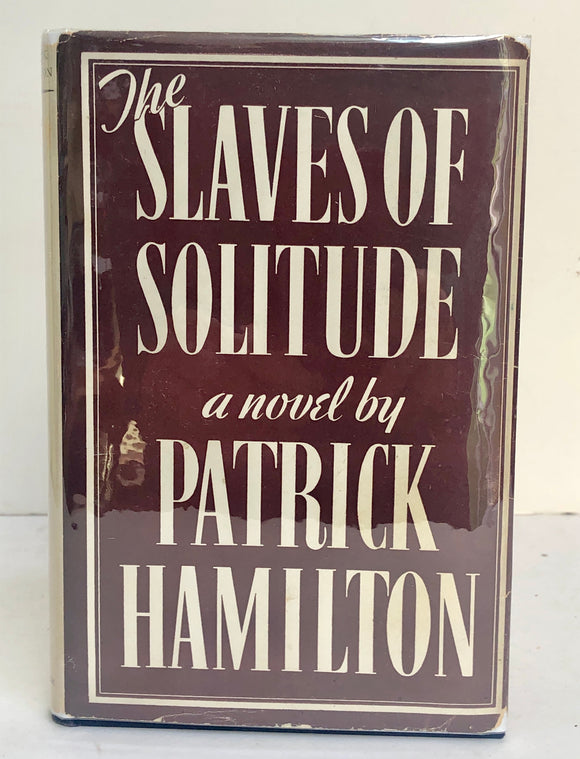 The
SLAVES OF
SOLITUDE
a novel by
PATRICK
HAMILTON